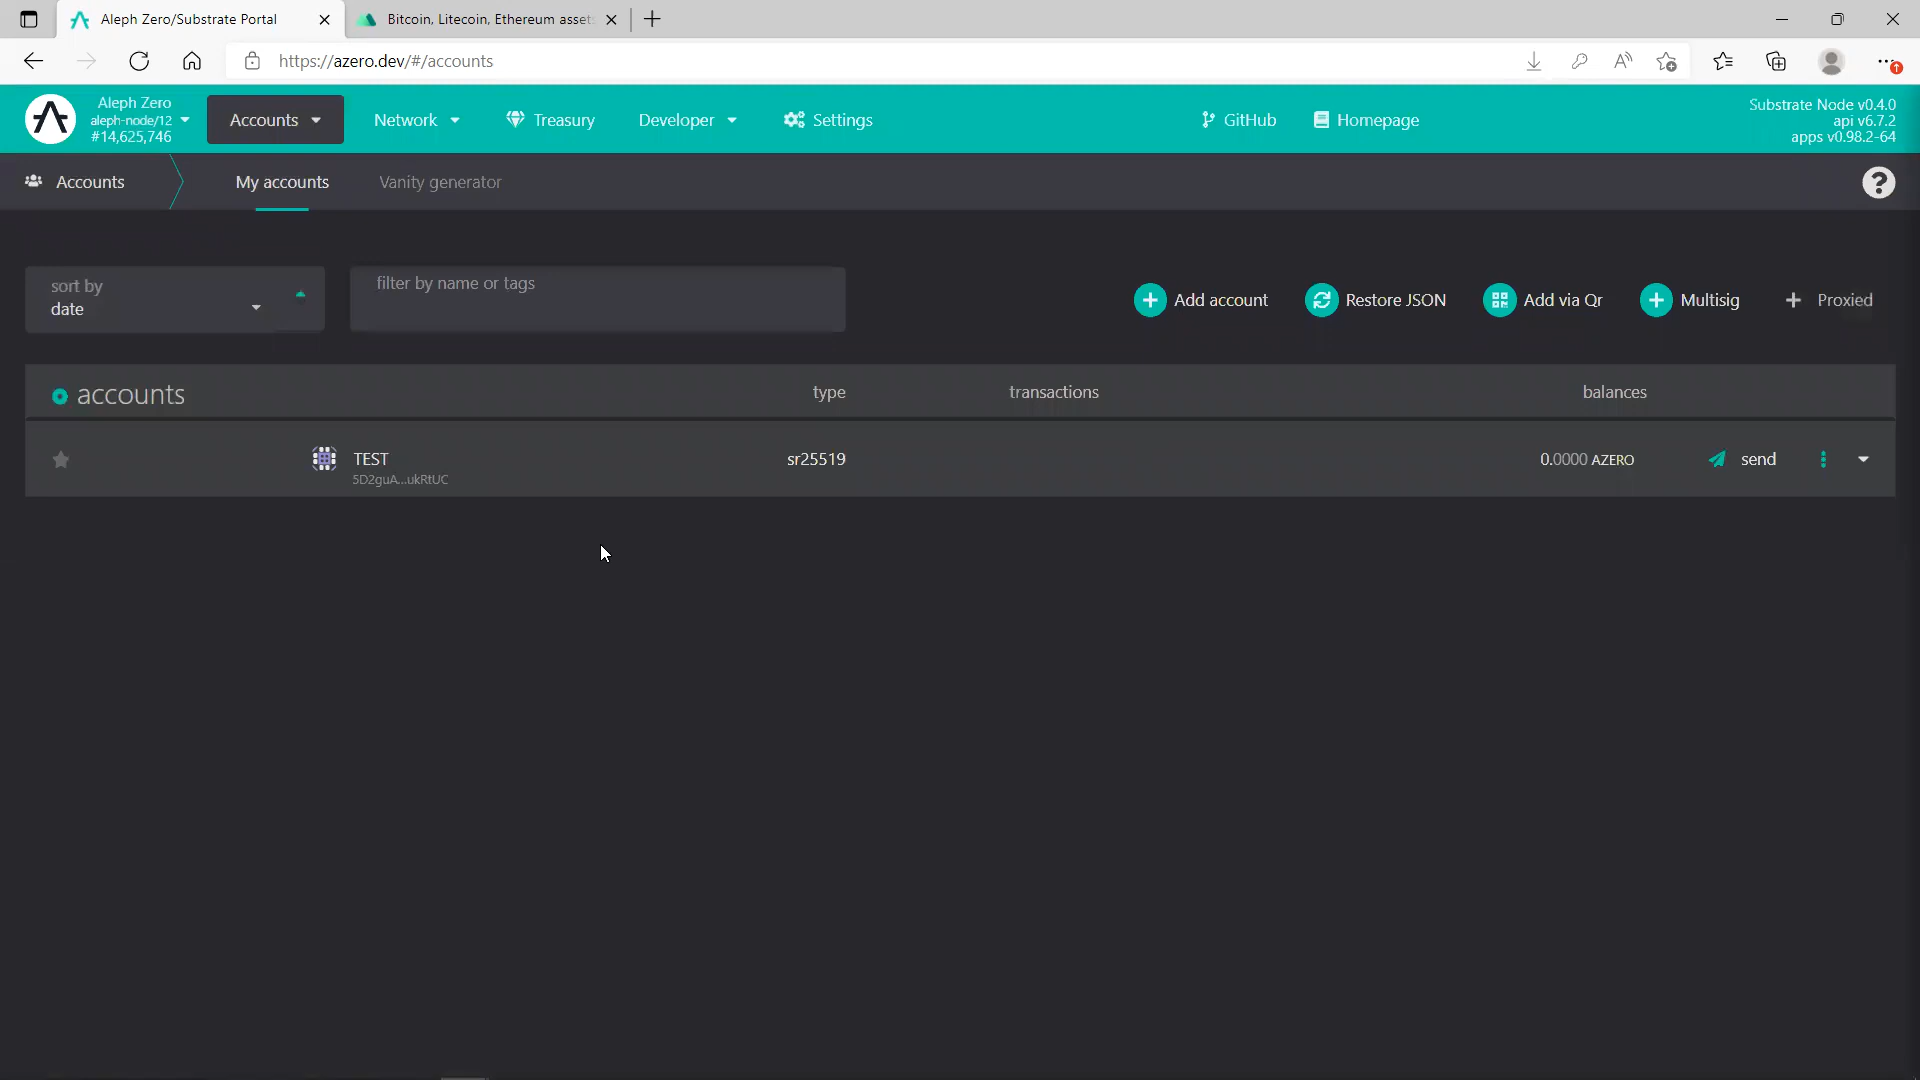 Aleph Zero/Substrate Portal
Bitcoin, Litecoin, Ethereum asset
https://azero.dev/#/accounts
Aleph Zero
aleph-node/12
#14,625,746
Accounts
Network
Treasury
Developer
Settings
GitHub
Homepage
Substrate Node v0.4.0
api v6.7.2
apps v0.98.2-64
Accounts
My accounts
Vanity generator
sort by
date
filter by name or tags
Add account
Restore JSON
Add via Qr
Multisig
Proxied
accounts
type
transactions
balances
TEST
5D2guA...ukRtUC
sr25519
0.0000 AZERO
send